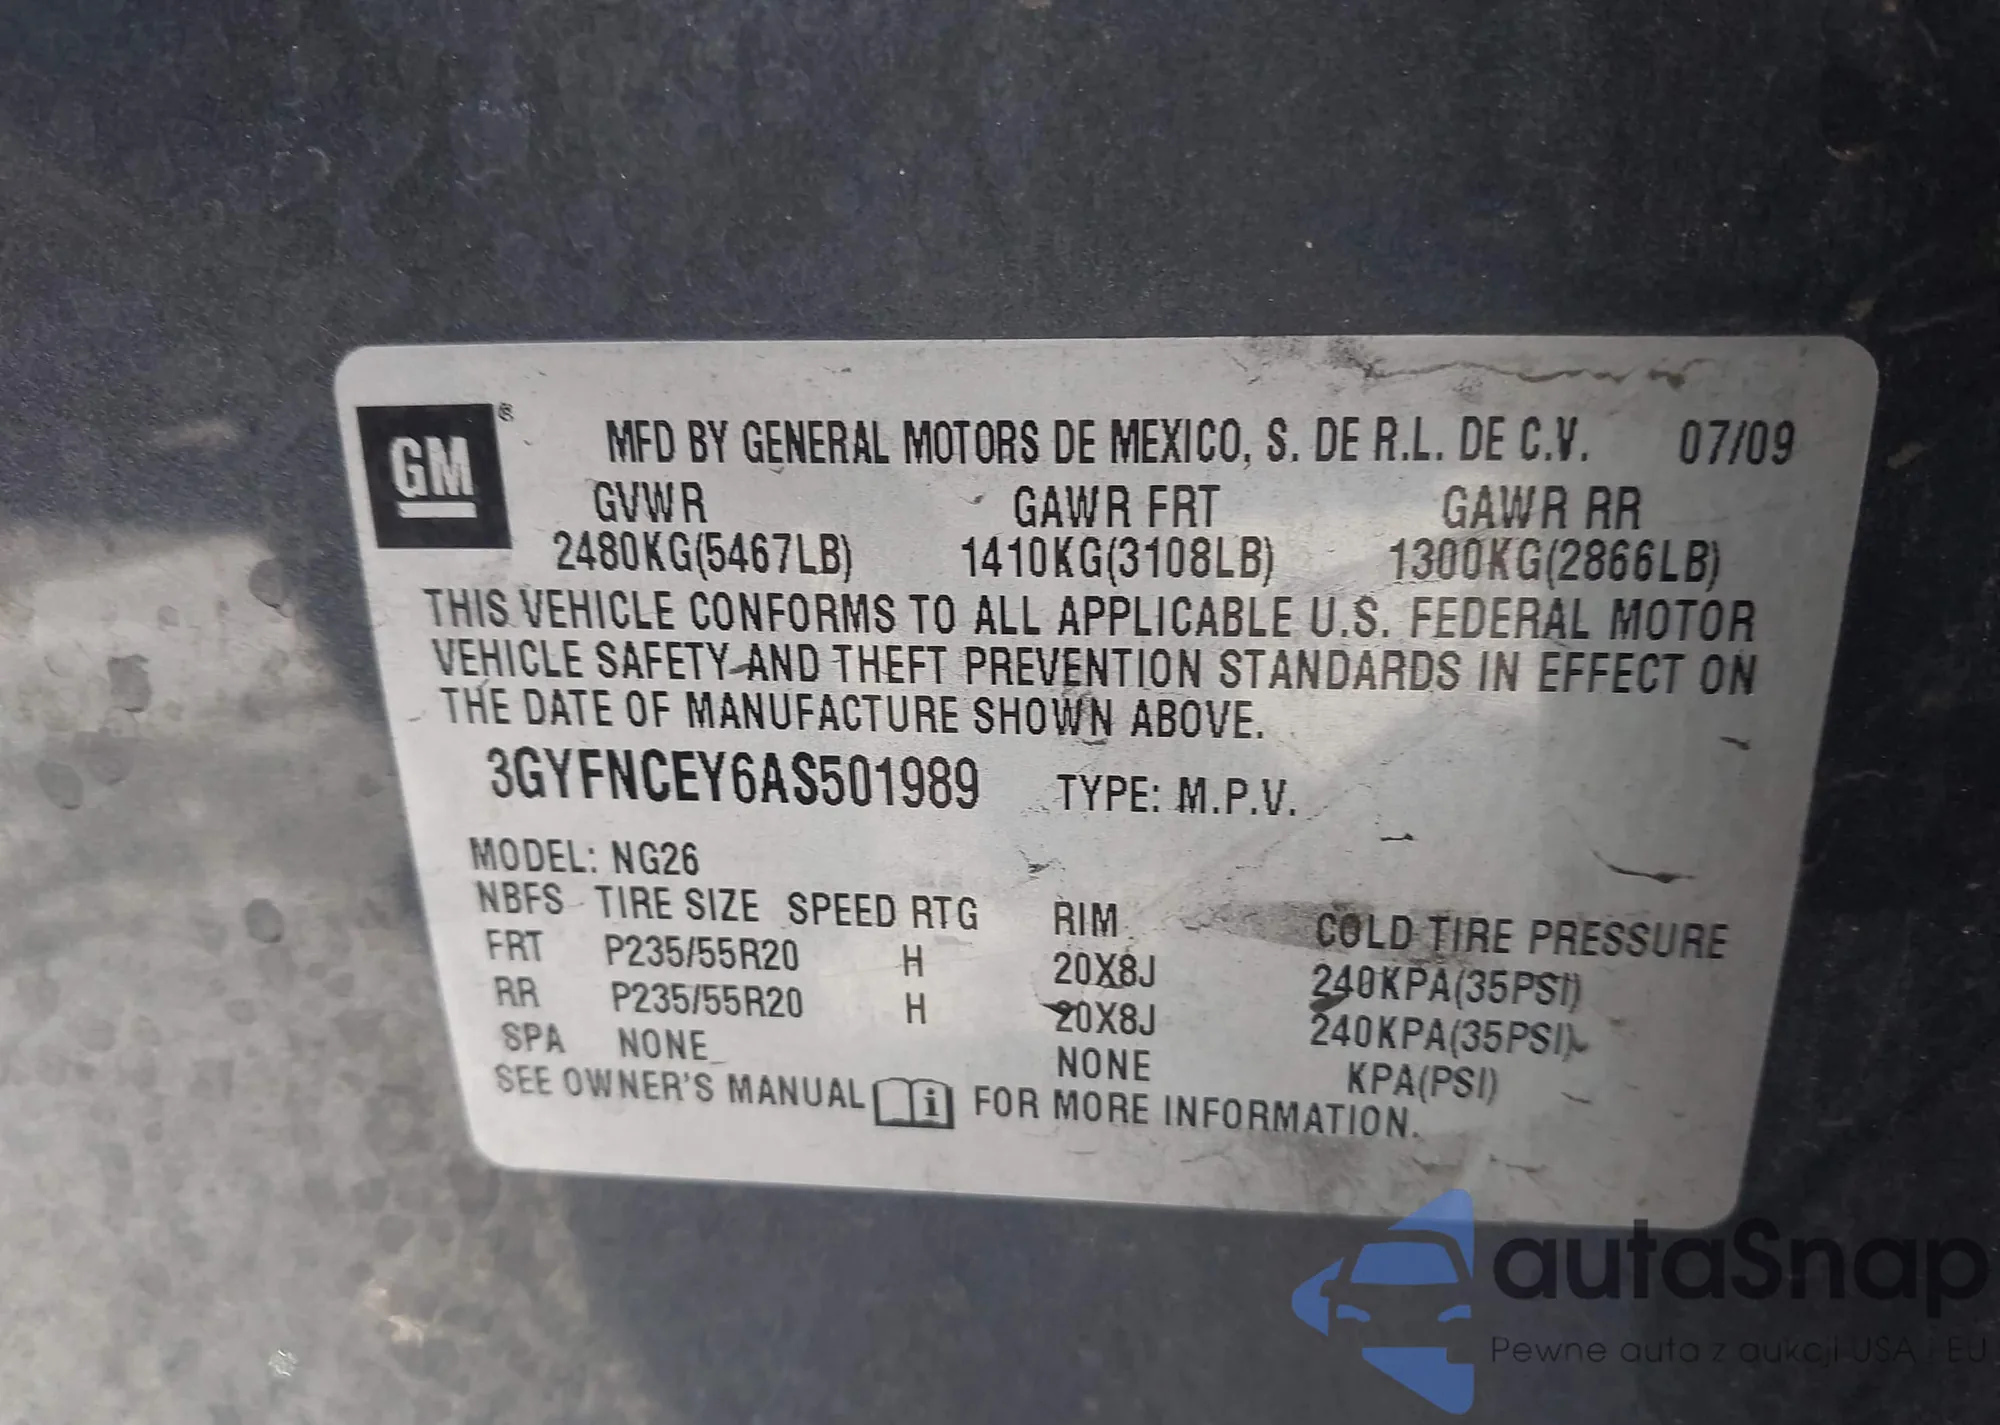 GM ®
MFD BY GENERAL MOTORS DE MEXICO, S. DE R.L. DE C.V. 07/09
GVWR GAWR FRT GAWR RR
2480KG(5467LB) 1410KG(3108LB) 1300KG(2866LB)
THIS VEHICLE CONFORMS TO ALL APPLICABLE U.S. FEDERAL MOTOR
VEHICLE SAFETY AND THEFT PREVENTION STANDARDS IN EFFECT ON
THE DATE OF MANUFACTURE SHOWN ABOVE.
3GYFNCEY6AS501989 TYPE: M.P.V.
MODEL: NG26
NBFS TIRE SIZE SPEED RTG RIM COLD TIRE PRESSURE
FRT P235/55R20 H 20X8J 240KPA(35PSI)
RR P235/55R20 H 20X8J 240KPA(35PSI)
SPA NONE NONE KPA(PSI)
SEE OWNER'S MANUAL i FOR MORE INFORMATION.
autaSnap
Pewne auta z aukcji USA i EU